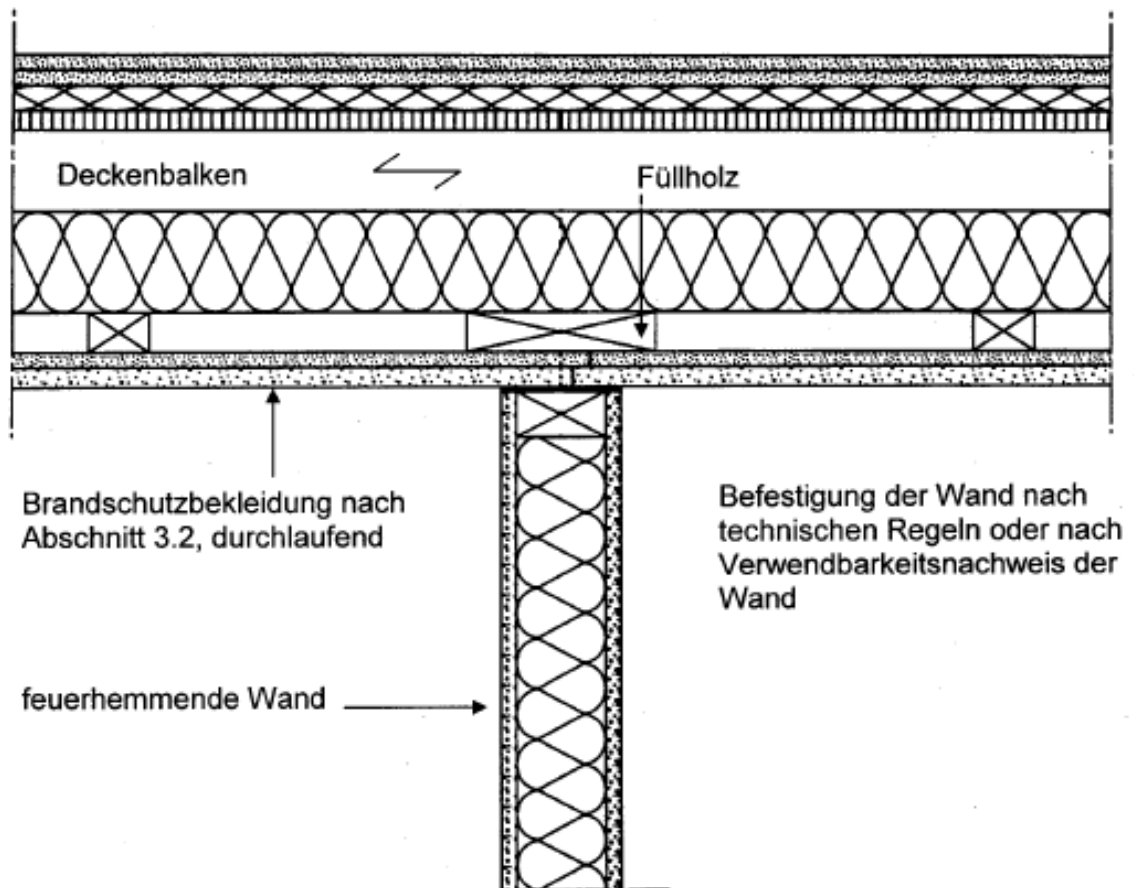 Deckenbalken
Füllholz
Brandschutzbekleidung nach
Abschnitt 3.2, durchlaufend
Befestigung der Wand nach
technischen Regeln oder nach
Verwendbarkeitsnachweis der
Wand
feuerhemmende Wand